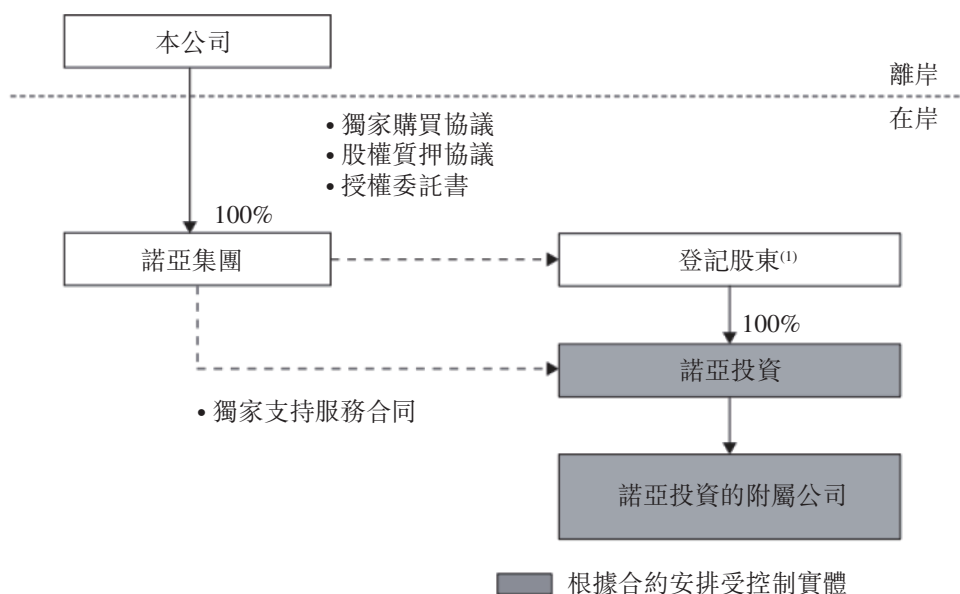 本公司
離岸
在岸
• 獨家購買協議
• 股權質押協議
• 授權委託書
100%
諾亞集團
登記股東(1)
100%
諾亞投資
• 獨家支持服務合同
諾亞投資的附屬公司
根據合約安排受控制實體